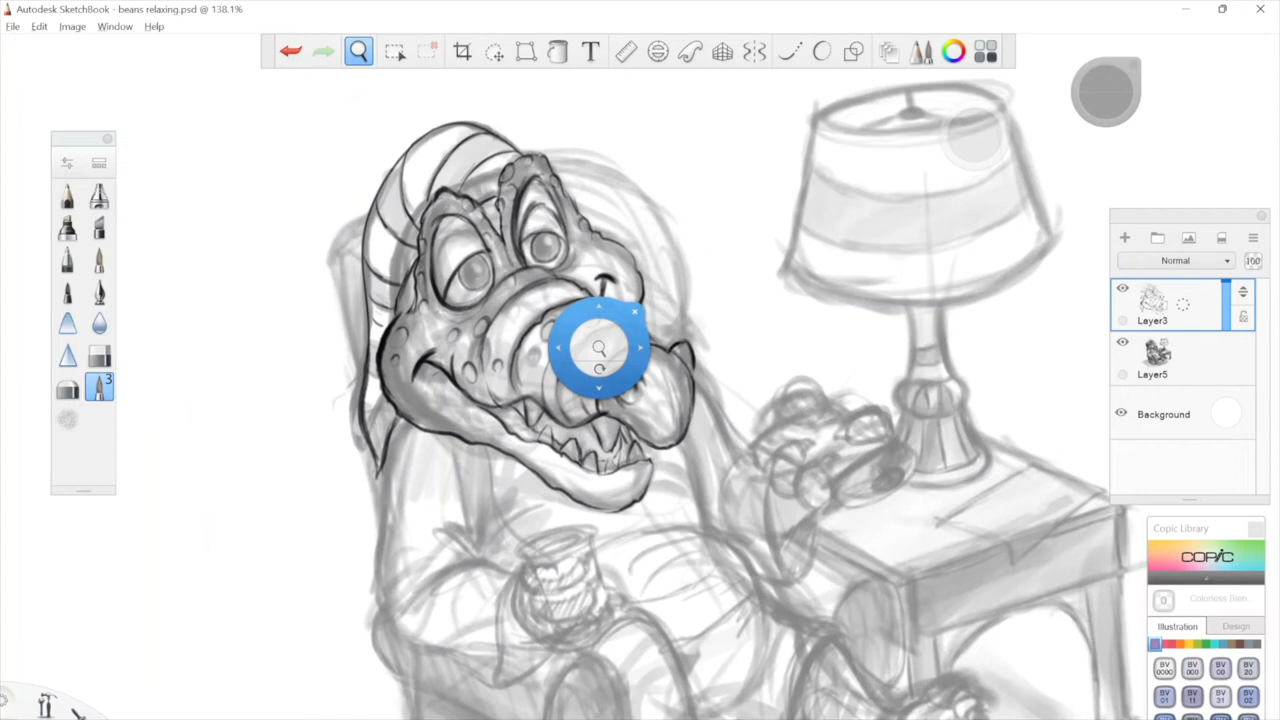 Autodesk SketchBook - beans relaxing.psd @ 138.1%
File Edit Image Window Help
T
3
Normal
100
Layer3
Layer5
Background
Copic Library
COPIC
0 Colorless Blen..
Illustration Design
BV 0000 BV 000 BV 00 BV 20
BV 01 BV 11 BV 31 BV 02